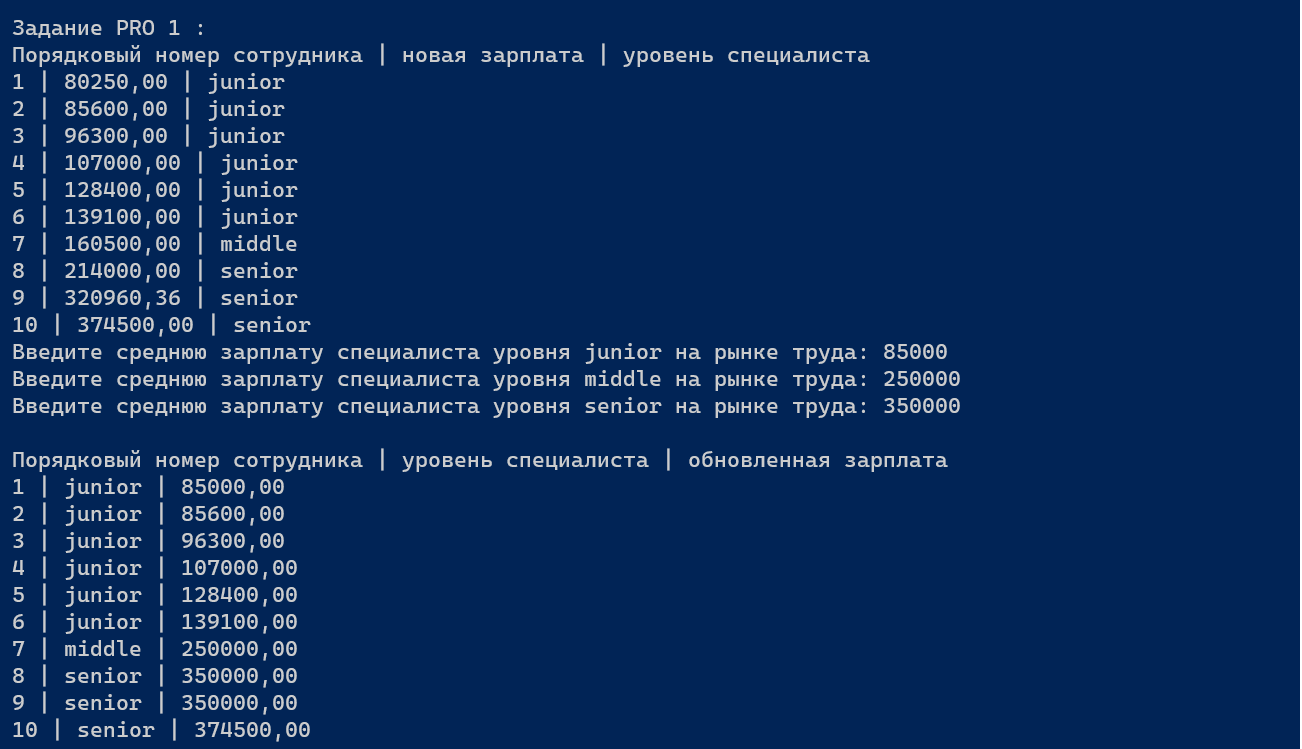 Задание PRO 1 :
Порядковый номер сотрудника | новая зарплата | уровень специалиста
1 | 80250,00 | junior
2 | 85600,00 | junior
3 | 96300,00 | junior
4 | 107000,00 | junior
5 | 128400,00 | junior
6 | 139100,00 | junior
7 | 160500,00 | middle
8 | 214000,00 | senior
9 | 320960,36 | senior
10 | 374500,00 | senior
Введите среднюю зарплату специалиста уровня junior на рынке труда: 85000
Введите среднюю зарплату специалиста уровня middle на рынке труда: 250000
Введите среднюю зарплату специалиста уровня senior на рынке труда: 350000
Порядковый номер сотрудника | уровень специалиста | обновленная зарплата
1 | junior | 85000,00
2 | junior | 85600,00
3 | junior | 96300,00
4 | junior | 107000,00
5 | junior | 128400,00
6 | junior | 139100,00
7 | middle | 250000,00
8 | senior | 350000,00
9 | senior | 350000,00
10 | senior | 374500,00